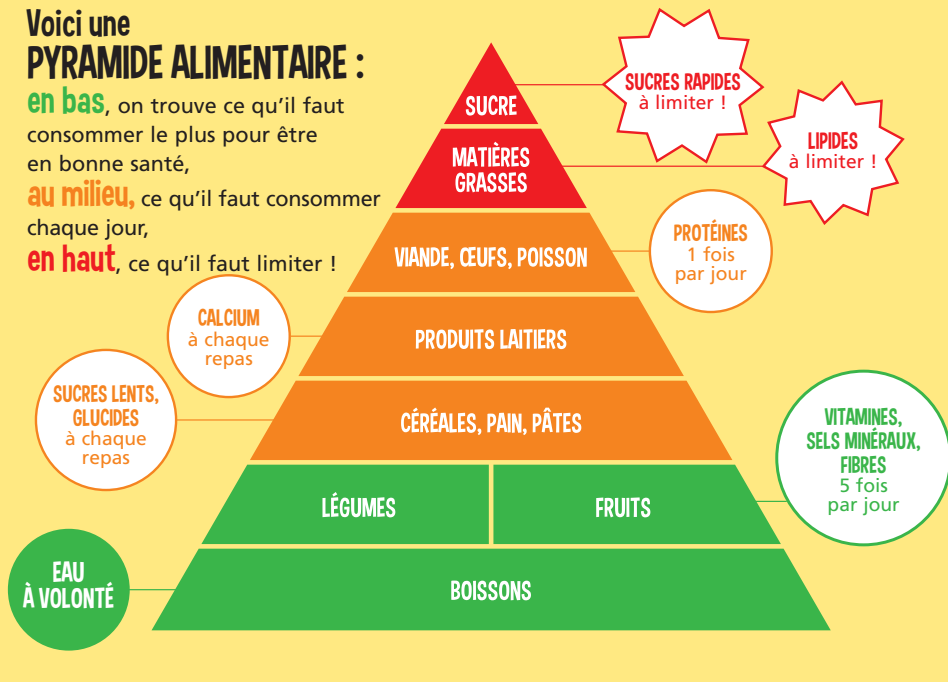 Voici une
PYRAMIDE ALIMENTAIRE :
en bas, on trouve ce qu'il faut
consommer le plus pour être
en bonne santé,
au milieu, ce qu'il faut consommer
chaque jour,
en haut, ce qu'il faut limiter !
SUCRE
SUCRES RAPIDES
à limiter !
MATIÈRES
GRASSES
LIPIDES
à limiter !
VIANDE, ŒUFS, POISSON
PROTÉINES
1 fois
par jour
CALCIUM
à chaque
repas
PRODUITS LAITIERS
SUCRES LENTS,
GLUCIDES
à chaque
repas
CÉRÉALES, PAIN, PÂTES
LÉGUMES
FRUITS
VITAMINES,
SELS MINÉRAUX,
FIBRES
5 fois
par jour
EAU
À VOLONTÉ
BOISSONS